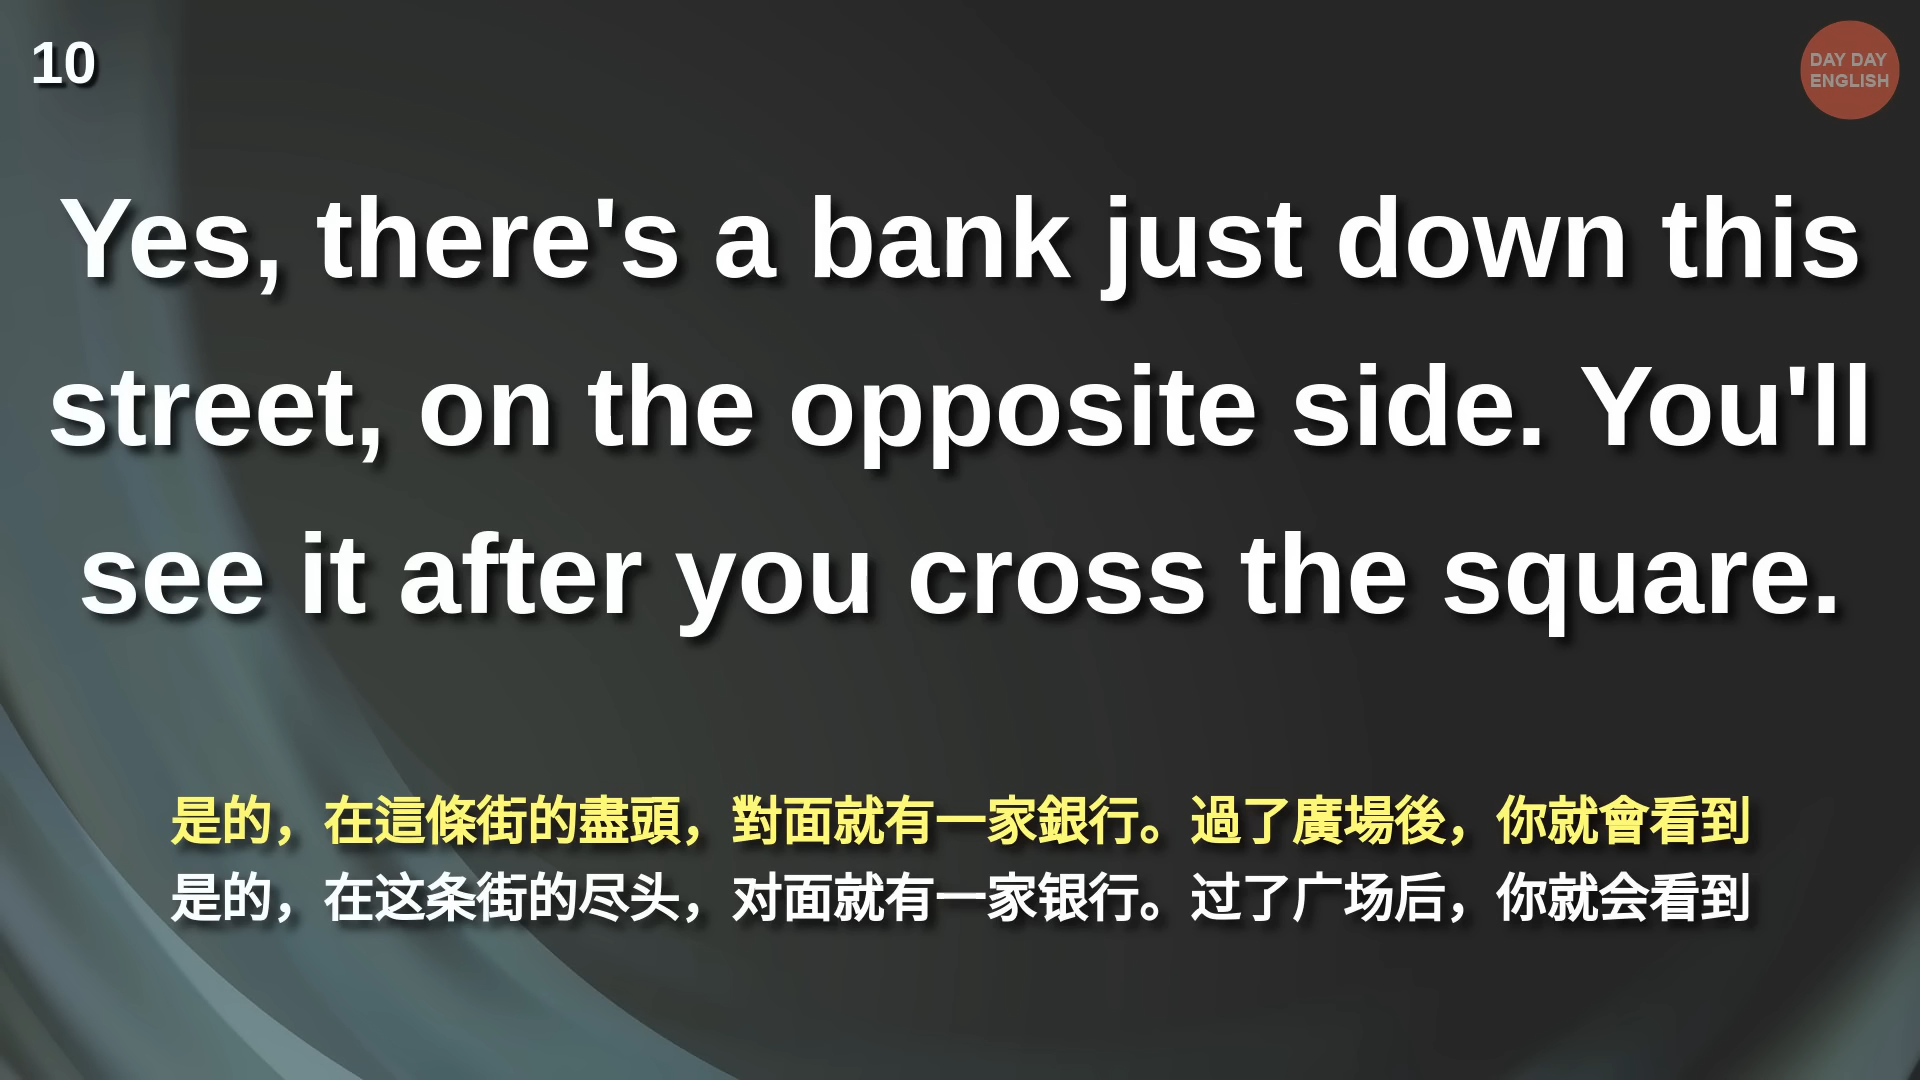 10
DAY DAY
ENGLISH
Yes, there's a bank just down this
street, on the opposite side. You'll
see it after you cross the square.
是的，在這條街的盡頭，對面就有一家銀行。過了廣場後，你就會看到
是的，在这条街的尽头，对面就有一家银行。过了广场后，你就会看到